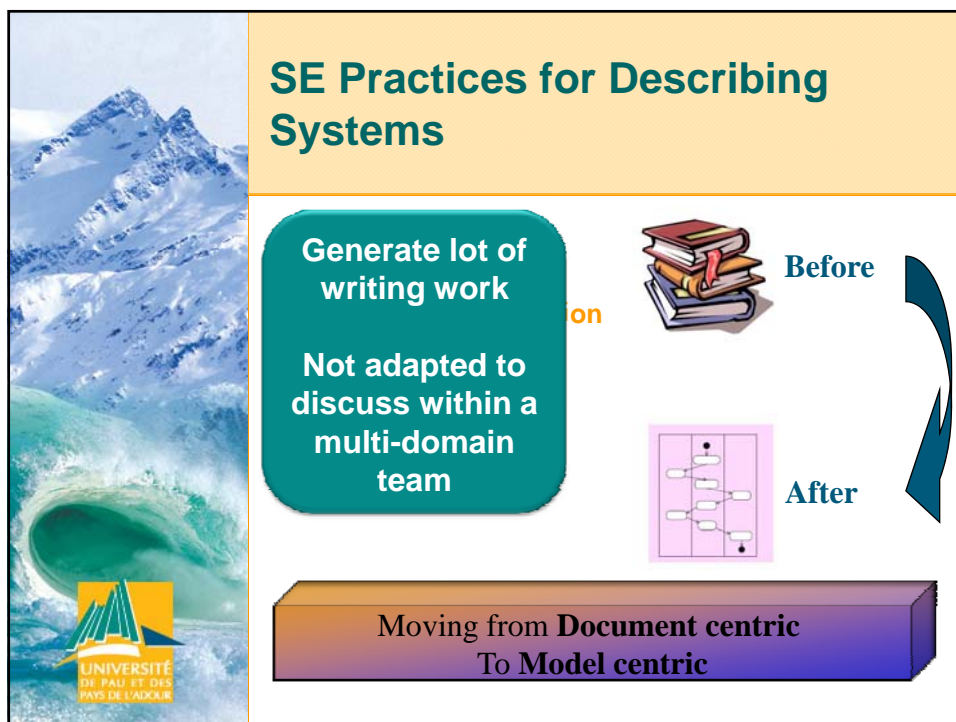 SE Practices for Describing
Systems
Generate lot of
writing work
Not adapted to
discuss within a
multi-domain
team
ion
Before
After
Moving from Document centric
To Model centric
UNIVERSITÉ
DE PAU ET DES
PAYS DE L'ADOUR